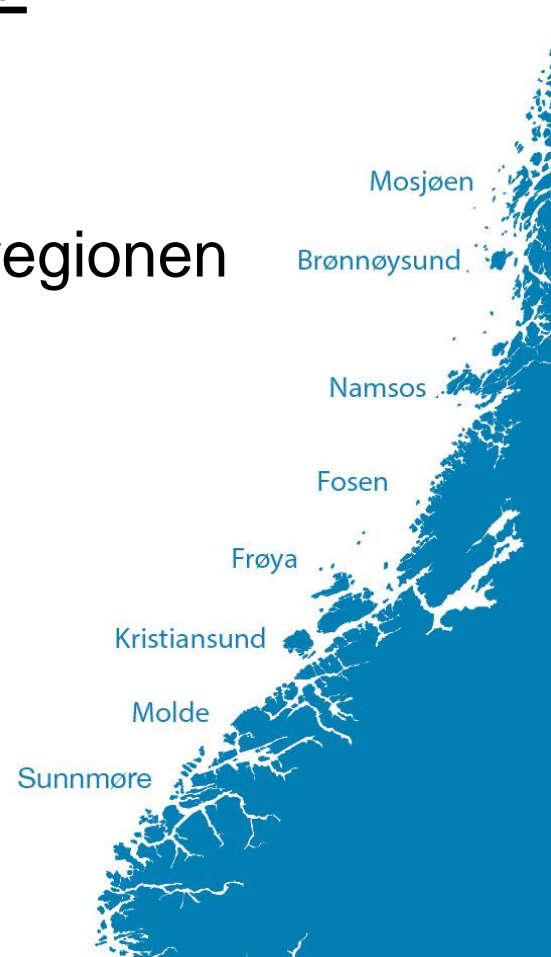 egionen
Mosjøen
Brønnøysund
Namsos
Fosen
Frøya
Kristiansund
Molde
Sunnmøre